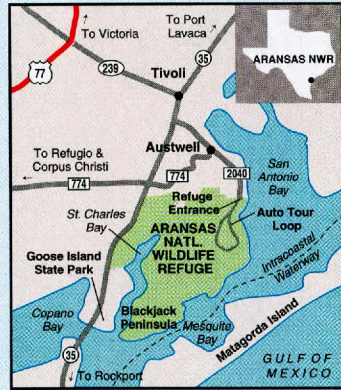 To Victoria
To Port
Lavaca
77
239
35
ARANSAS NWR
Tivoli
Austwell
To Refugio &
Corpus Christi
774
774
2040
San
Antonio
Bay
Refuge
Entrance
St. Charles
Bay
ARANSAS
NATL.
WILDLIFE
REFUGE
Auto Tour
Loop
Goose Island
State Park
Intracoastal
Waterway
Copano
Bay
Blackjack
Peninsula
Mesquite
Bay
Matagorda Island
35
To Rockport
GULF OF
MEXICO